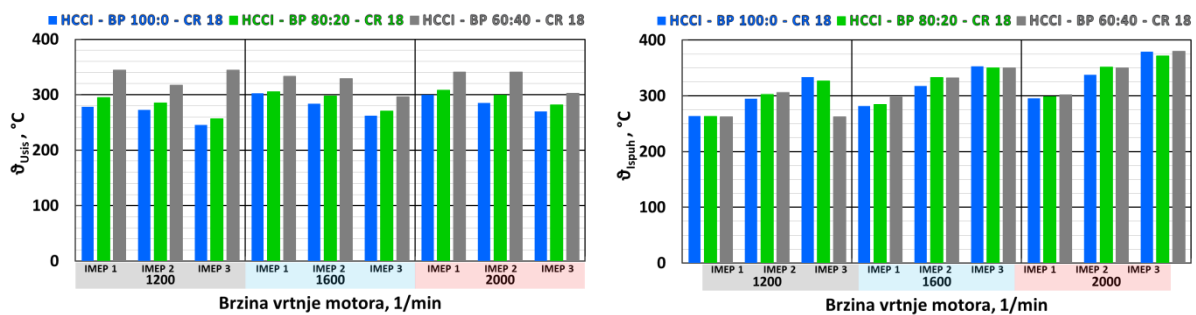 HCCI - BP 100:0 - CR 18 HCCI - BP 80:20 - CR 18 HCCI - BP 60:40 - CR 18
400
300
200
100
0
ϑUsis , °C
IMEP 1 IMEP 2 IMEP 3 IMEP 1 IMEP 2 IMEP 3 IMEP 1 IMEP 2 IMEP 3
1200 1600 2000
Brzina vrtnje motora, 1/min
HCCI - BP 100:0 - CR 18 HCCI - BP 80:20 - CR 18 HCCI - BP 60:40 - CR 18
400
300
200
100
0
ϑIspuh , °C
IMEP 1 IMEP 2 IMEP 3 IMEP 1 IMEP 2 IMEP 3 IMEP 1 IMEP 2 IMEP 3
1200 1600 2000
Brzina vrtnje motora, 1/min